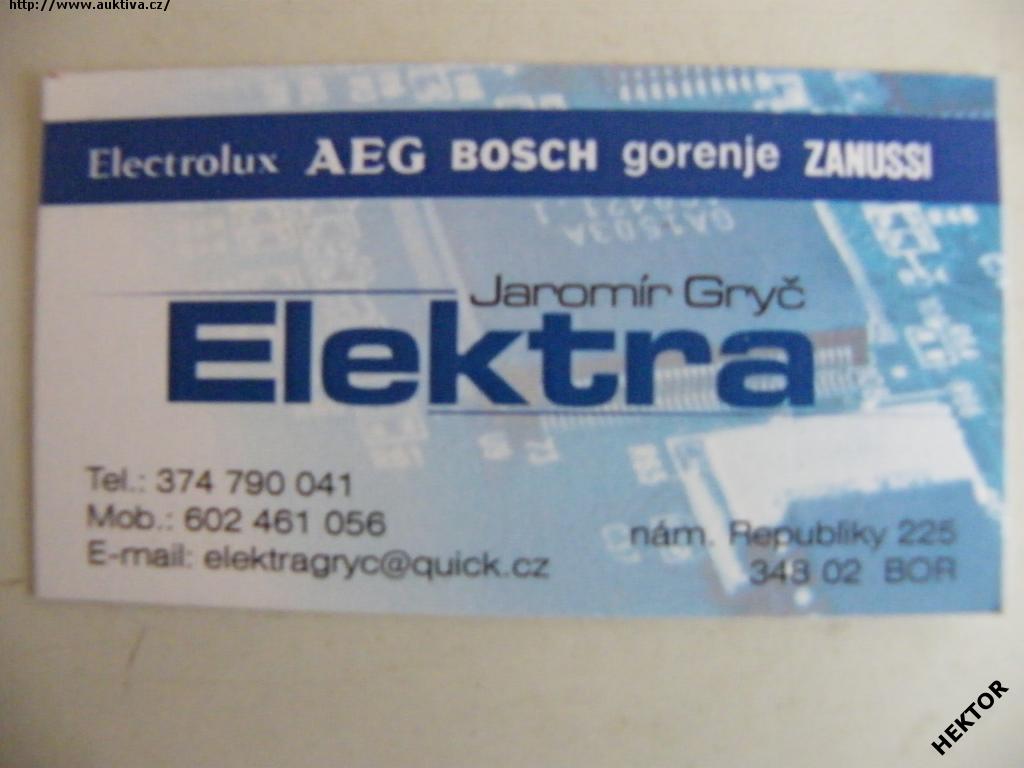 http://www.auktiva.cz/
Electrolux AEG BOSCH gorenje ZANUSSI
Jaromír Gryč
Elektra
Tel.: 374 790 041
Mob.: 602 461 056
E-mail: elektragryc@quick.cz
nám. Republiky 225
348 02 BOR
HEKTOR